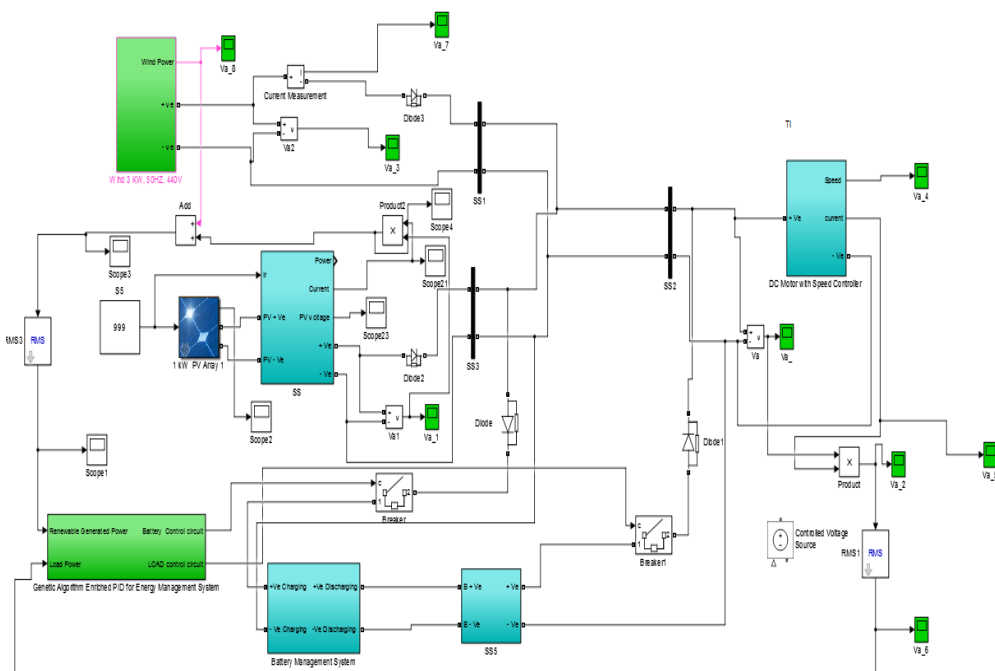 Va_7
Wind Power
Va_8
+ ve
Current Measurement
Diode3
+
-
v
Va2
Va_3
- ve
Wind 3 KW, 50HZ, 440V
SS1
TI
Speed
Va_4
+ Ve
current
- Ve
DC Motor with Speed Controller
Add
+
+
Product2
X
Scope4
Scope3
S5
999
Ir
Power
Current
Scope21
PV +Ve
PV voltage
Scope23
PV - Ve
+ Ve
- Ve
1 kW PV Array 1
SS
Diode2
SS3
SS2
RMS3
RMS
Scope2
+
-
v
Va1
Va_1
Diode
Diode1
+
-
v
Va
Va_
Scope1
X
Product
Va_2
c
1
2
Breaker
Renewable Generated Power
Battery Control circuit
Load Power
LOAD control circuit
Genetic Algorithm Enriched PID for Energy Management System
c
1
2
Breaker1
Controlled Voltage
Source
RMS1
RMS
+Ve Charging
+Ve Discharging
- Ve Charging
-Ve Discharging
Battery Management System
B +Ve
+ Ve
B - Ve
- Ve
SS5
Va_6